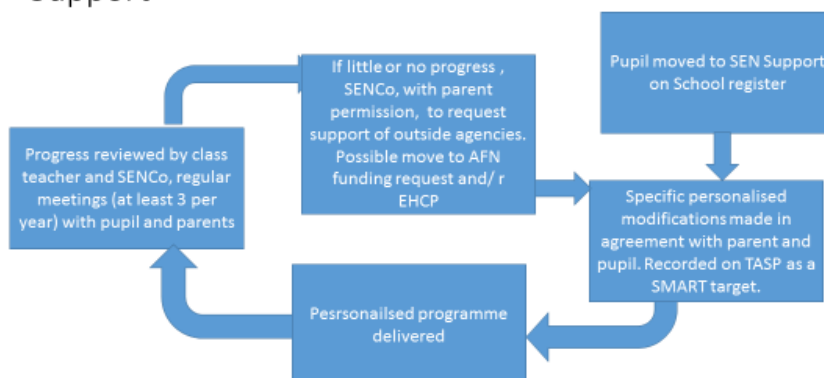 Support
If little or no progress ,
SENCo, with parent
permission, to request
support of outside agencies.
Possible move to AFN
funding request and/ r
EHCP
Pupil moved to SEN Support
on School register
Progress reviewed by class
teacher and SENCo, regular
meetings (at least 3 per
year) with pupil and parents
Specific personalised
modifications made in
agreement with parent and
pupil. Recorded on TASP as a
SMART target.
Pesrsonailsed programme
delivered